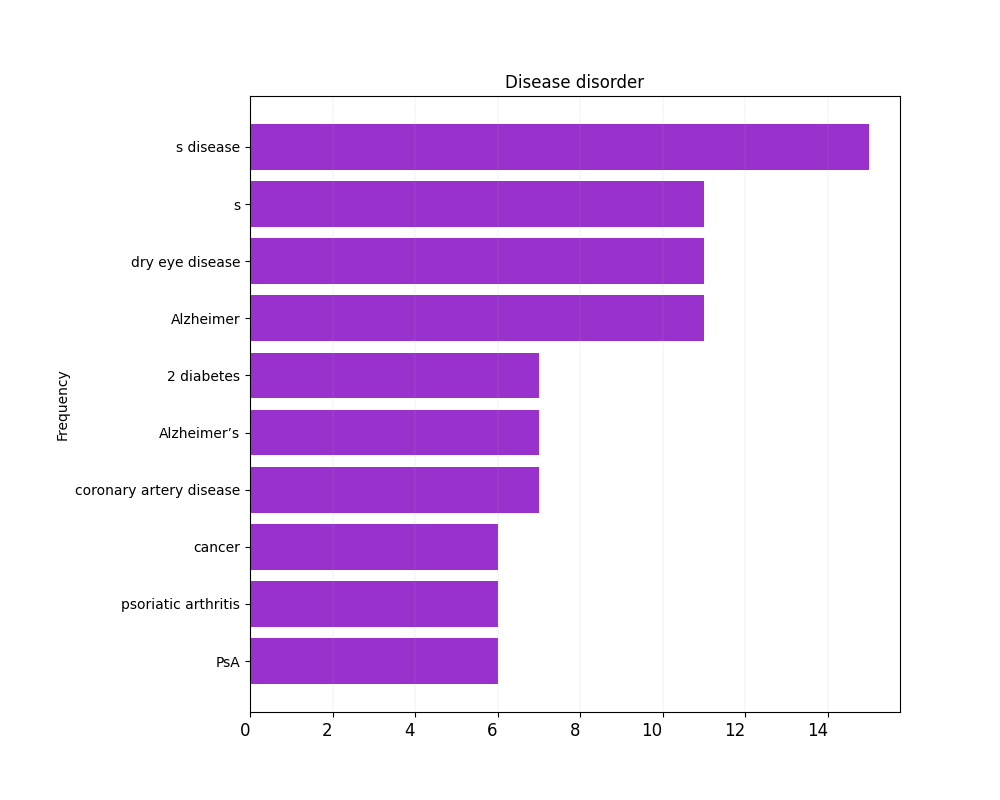 Disease disorder
s disease
s
dry eye disease
Alzheimer
2 diabetes
Alzheimer’s
coronary artery disease
cancer
psoriatic arthritis
PsA
Frequency
0 2 4 6 8 10 12 14